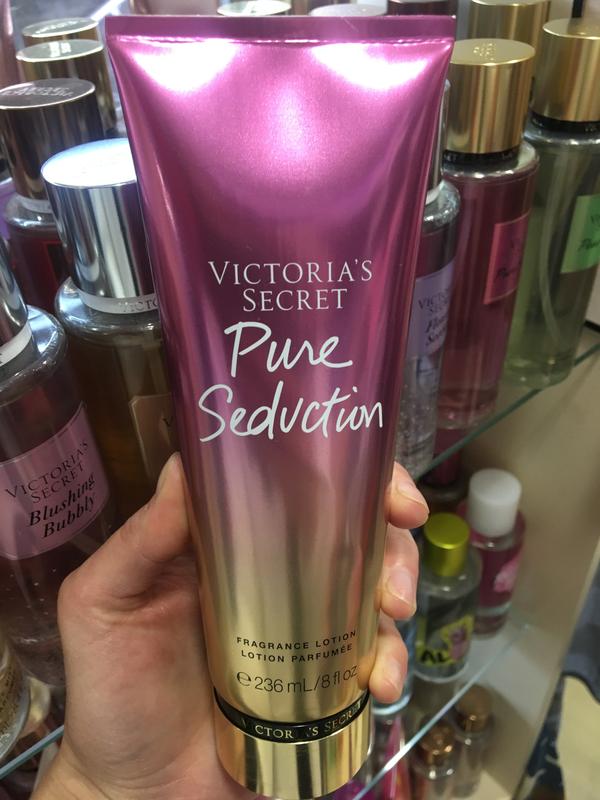 VICTORIA'S
SECRET
Pure
Seduction
FRAGRANCE LOTION
LOTION PARFUMÉE
℮ 236 mL/8 fl oz
VICTORIA'S SECRET
VICTORIA'S
SECRET
Blushing
Bubbly